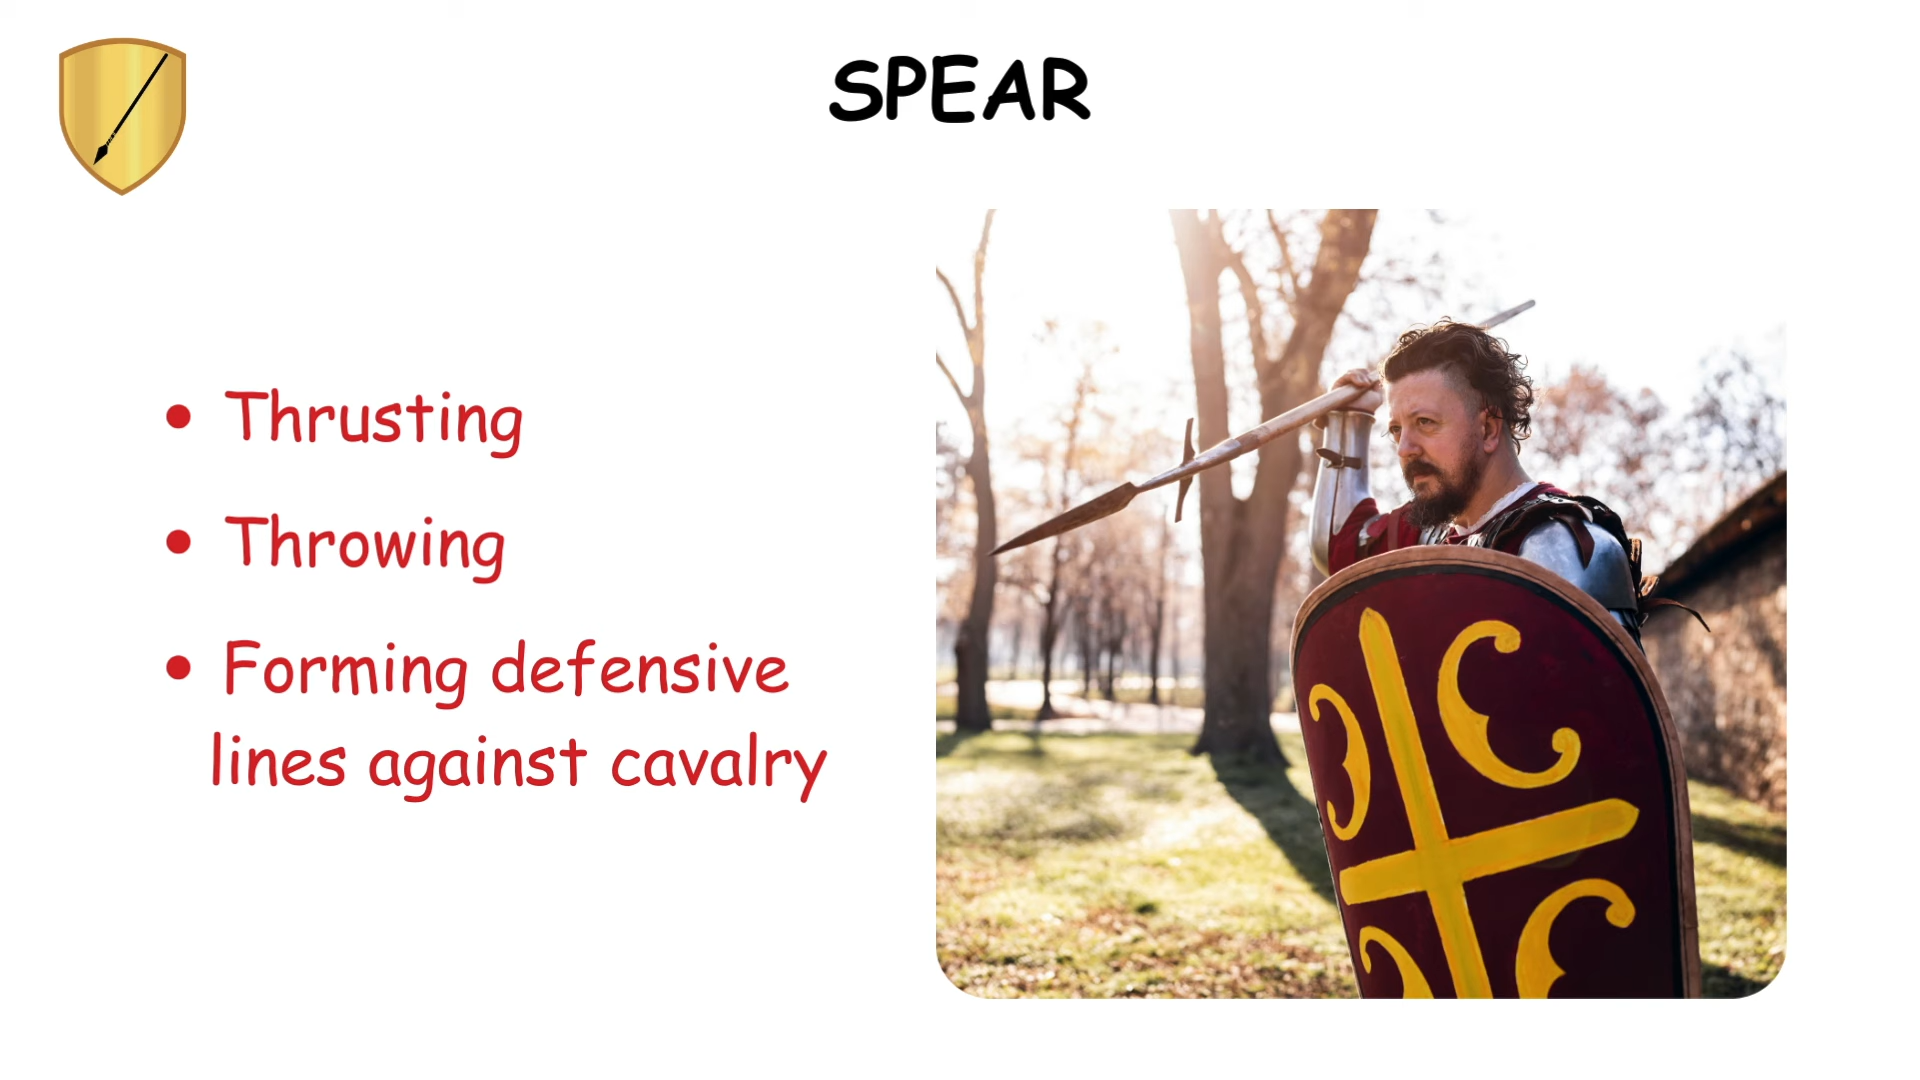 SPEAR
• Thrusting
• Throwing
• Forming defensive
lines against cavalry